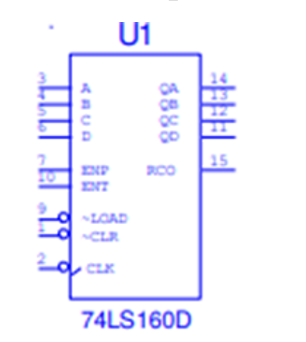 U1
3 A QA 14
4 B QB 13
5 C QC 12
6 D QD 11
7 ENP RCO 15
10 ENT
9 ~LOAD
1 ~CLR
2 CLK
74LS160D